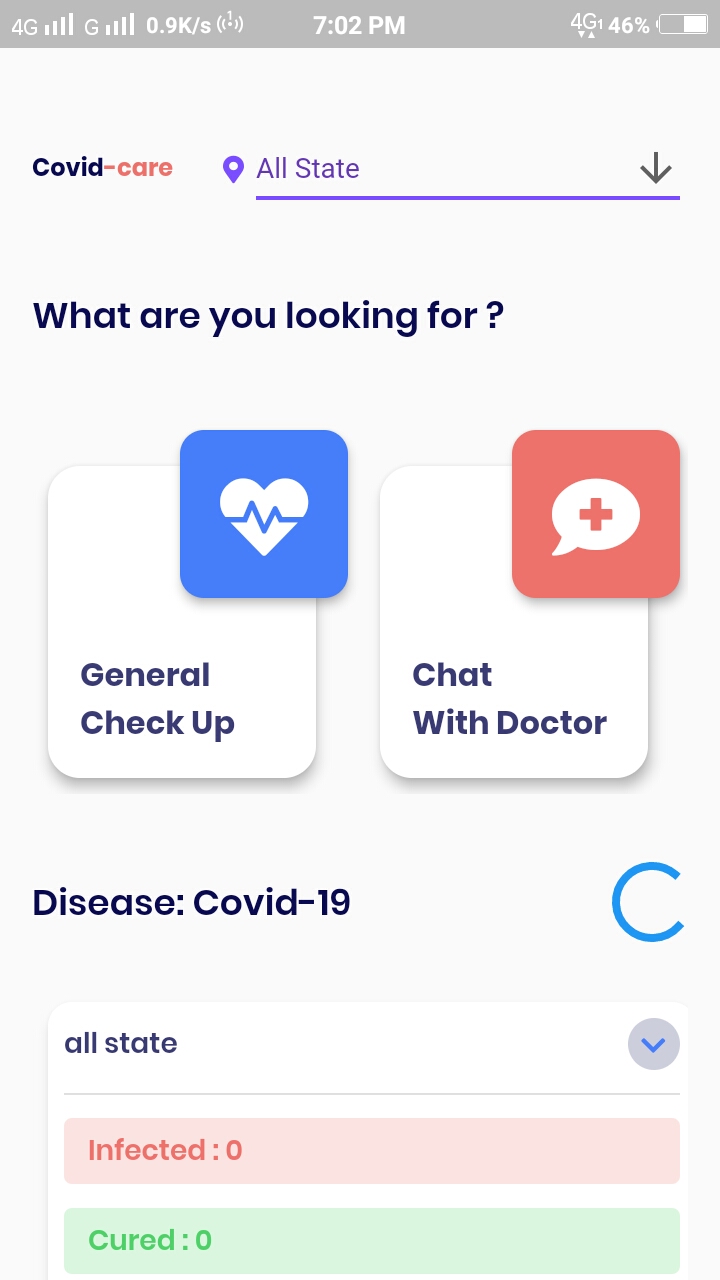 4G G 0.9K/s 7:02 PM 4G1 46%
Covid-care
All State
What are you looking for ?
General
Check Up
Chat
With Doctor
Disease: Covid-19
all state
Infected : 0
Cured : 0